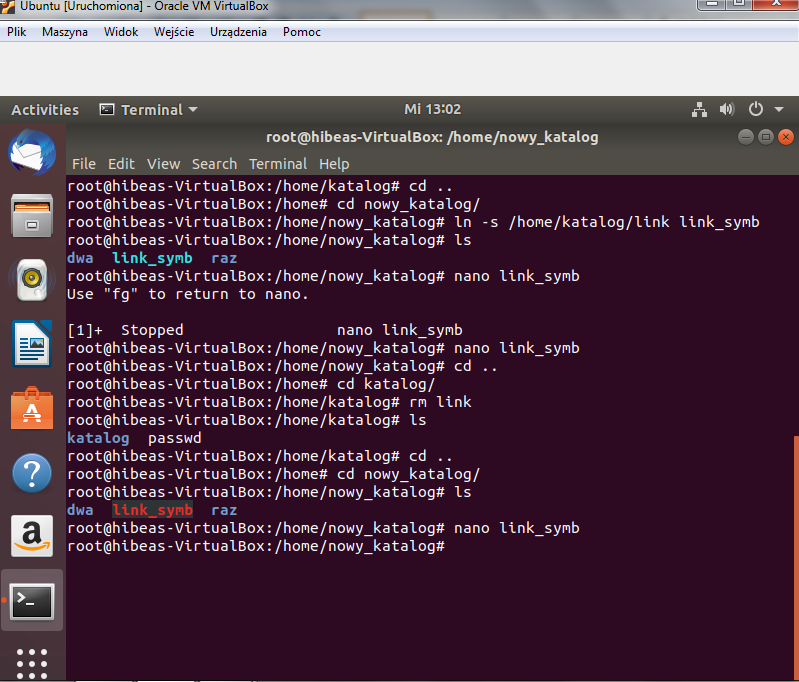 Ubuntu [Uruchomiona] - Oracle VM VirtualBox
Plik Maszyna Widok Wejście Urządzenia Pomoc
Activities Terminal Mi 13:02
root@hibeas-VirtualBox: /home/nowy_katalog
File Edit View Search Terminal Help
root@hibeas-VirtualBox:/home/katalog# cd ..
root@hibeas-VirtualBox:/home# cd nowy_katalog/
root@hibeas-VirtualBox:/home/nowy_katalog# ln -s /home/katalog/link link_symb
root@hibeas-VirtualBox:/home/nowy_katalog# ls
dwa link_symb raz
root@hibeas-VirtualBox:/home/nowy_katalog# nano link_symb
Use "fg" to return to nano.
[1]+ Stopped nano link_symb
root@hibeas-VirtualBox:/home/nowy_katalog# nano link_symb
root@hibeas-VirtualBox:/home/nowy_katalog# cd ..
root@hibeas-VirtualBox:/home# cd katalog/
root@hibeas-VirtualBox:/home/katalog# rm link
root@hibeas-VirtualBox:/home/katalog# ls
katalog passwd
root@hibeas-VirtualBox:/home/katalog# cd ..
root@hibeas-VirtualBox:/home# cd nowy_katalog/
root@hibeas-VirtualBox:/home/nowy_katalog# ls
dwa link_symb raz
root@hibeas-VirtualBox:/home/nowy_katalog# nano link_symb
root@hibeas-VirtualBox:/home/nowy_katalog#